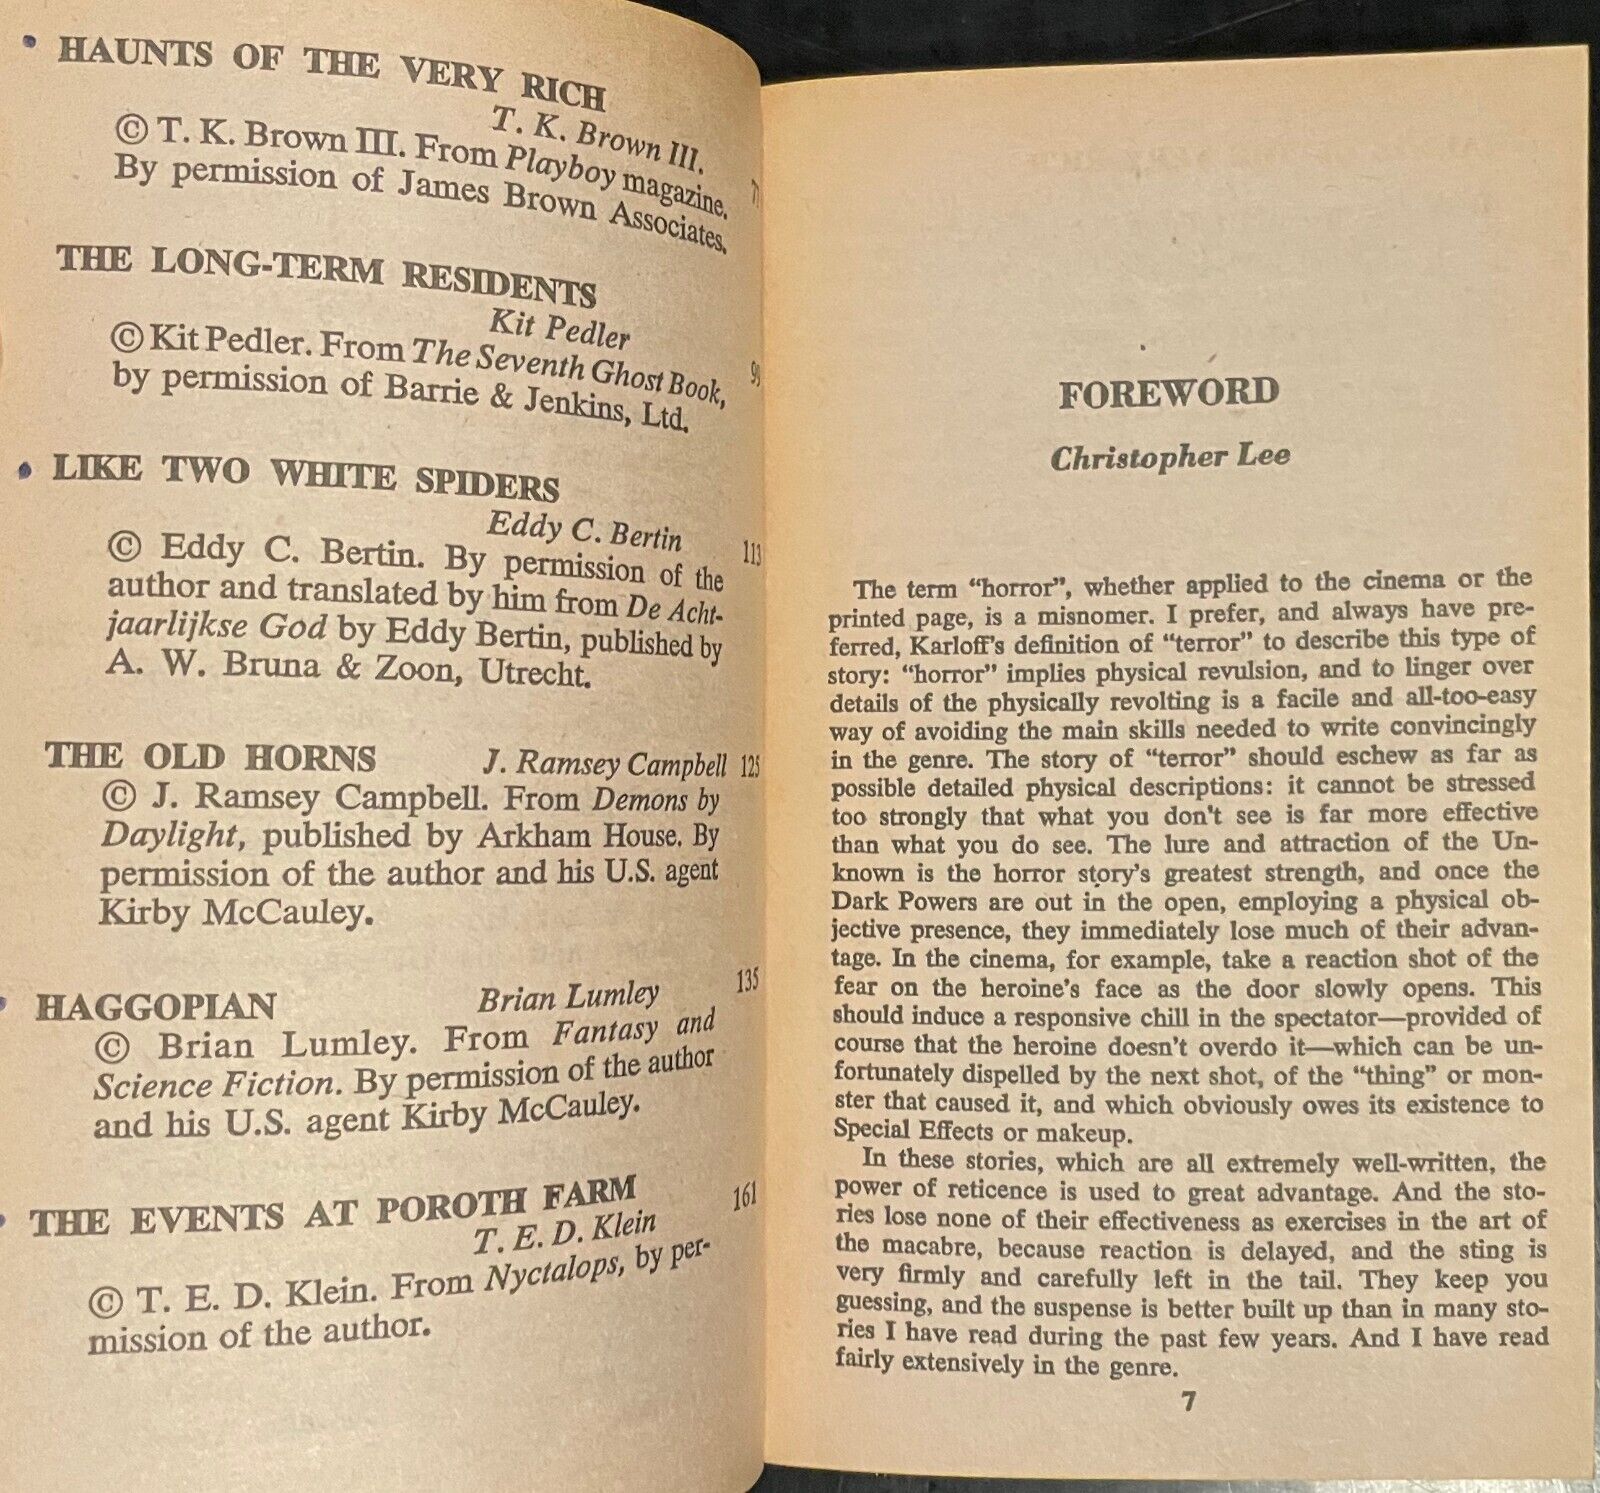 HAUNTS OF THE VERY RICH
T. K. Brown III.
© T. K. Brown III. From Playboy magazine.
By permission of James Brown Associates.
THE LONG-TERM RESIDENTS
Kit Pedler
© Kit Pedler. From The Seventh Ghost Book, 99
by permission of Barrie & Jenkins, Ltd.
LIKE TWO WHITE SPIDERS
Eddy C. Bertin 113
© Eddy C. Bertin. By permission of the
author and translated by him from De Acht-
jaarlijkse God by Eddy Bertin, published by
A. W. Bruna & Zoon, Utrecht.
THE OLD HORNS J. Ramsey Campbell 125
© J. Ramsey Campbell. From Demons by
Daylight, published by Arkham House. By
permission of the author and his U.S. agent
Kirby McCauley.
HAGGOPIAN Brian Lumley 135
© Brian Lumley. From Fantasy and
Science Fiction. By permission of the author
and his U.S. agent Kirby McCauley.
THE EVENTS AT POROTH FARM 161
T. E. D. Klein
© T. E. D. Klein. From Nyctalops, by per-
mission of the author.
FOREWORD
Christopher Lee
The term "horror", whether applied to the cinema or the
printed page, is a misnomer. I prefer, and always have pre-
ferred, Karloff's definition of "terror" to describe this type of
story: "horror" implies physical revulsion, and to linger over
details of the physically revolting is a facile and all-too-easy
way of avoiding the main skills needed to write convincingly
in the genre. The story of "terror" should eschew as far as
possible detailed physical descriptions: it cannot be stressed
too strongly that what you don't see is far more effective
than what you do see. The lure and attraction of the Un-
known is the horror story's greatest strength, and once the
Dark Powers are out in the open, employing a physical ob-
jective presence, they immediately lose much of their advan-
tage. In the cinema, for example, take a reaction shot of the
fear on the heroine's face as the door slowly opens. This
should induce a responsive chill in the spectator—provided of
course that the heroine doesn't overdo it—which can be un-
fortunately dispelled by the next shot, of the "thing" or mon-
ster that caused it, and which obviously owes its existence to
Special Effects or makeup.
In these stories, which are all extremely well-written, the
power of reticence is used to great advantage. And the sto-
ries lose none of their effectiveness as exercises in the art of
the macabre, because reaction is delayed, and the sting is
very firmly and carefully left in the tail. They keep you
guessing, and the suspense is better built up than in many sto-
ries I have read during the past few years. And I have read
fairly extensively in the genre.
7